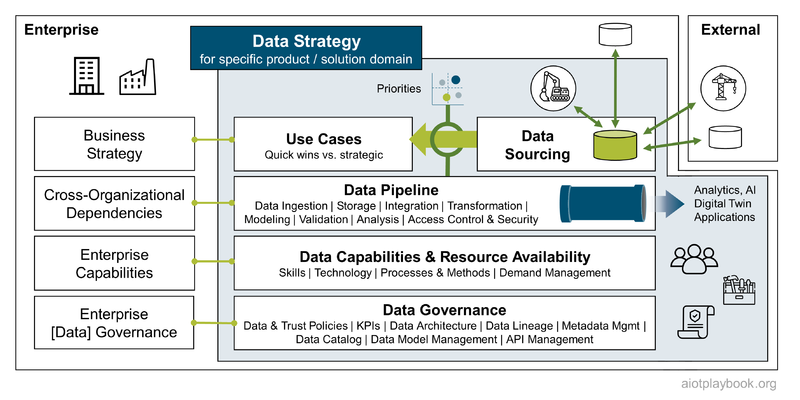 Enterprise
Data Strategy
for specific product / solution domain
External
Priorities
Business
Strategy
Use Cases
Quick wins vs. strategic
Data
Sourcing
Cross-Organizational
Dependencies
Data Pipeline
Data Ingestion | Storage | Integration | Transformation |
Modeling | Validation | Analysis | Access Control & Security
Analytics, AI
Digital Twin
Applications
Enterprise
Capabilities
Data Capabilities & Resource Availability
Skills | Technology | Processes & Methods | Demand Management
Enterprise
[Data] Governance
Data Governance
Data & Trust Policies | KPIs | Data Architecture | Data Lineage | Metadata Mgmt |
Data Catalog | Data Model Management | API Management
aiotplaybook.org